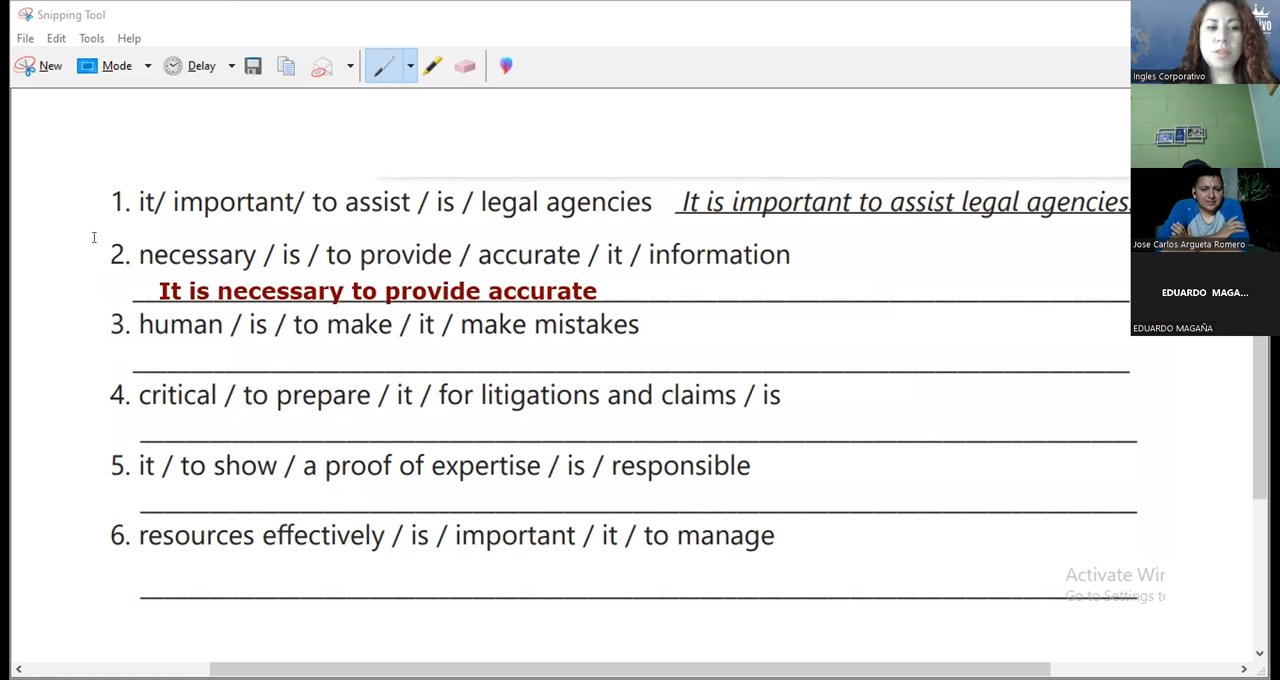 Snipping Tool
File Edit Tools Help
New Mode Delay
Ingles Corporativo
1. it/ important/ to assist / is / legal agencies It is important to assist legal agencies.
Jose Carlos Argueta Romero
2. necessary / is / to provide / accurate / it / information
It is necessary to provide accurate
EDUARDO MAGA...
EDUARDO MAGAÑA
3. human / is / to make / it / make mistakes
4. critical / to prepare / it / for litigations and claims / is
5. it / to show / a proof of expertise / is / responsible
6. resources effectively / is / important / it / to manage
Activate Wir
Go to Settings to